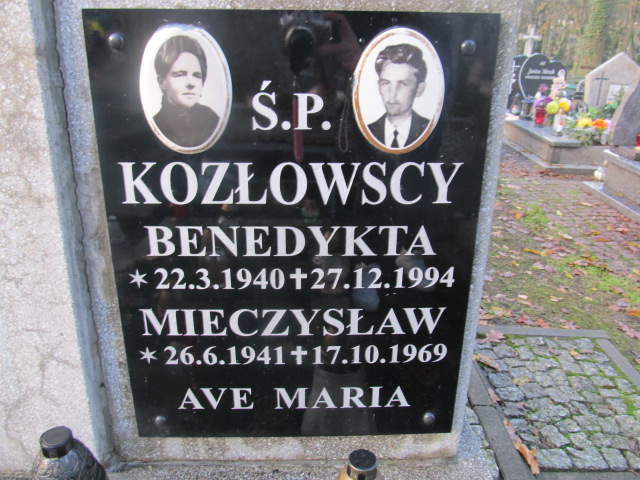 Ś.P.
KOZŁOWSCY
BENEDYKTA
✶22.3.1940✝27.12.1994
MIECZYSŁAW
✶26.6.1941✝17.10.1969
AVE MARIA